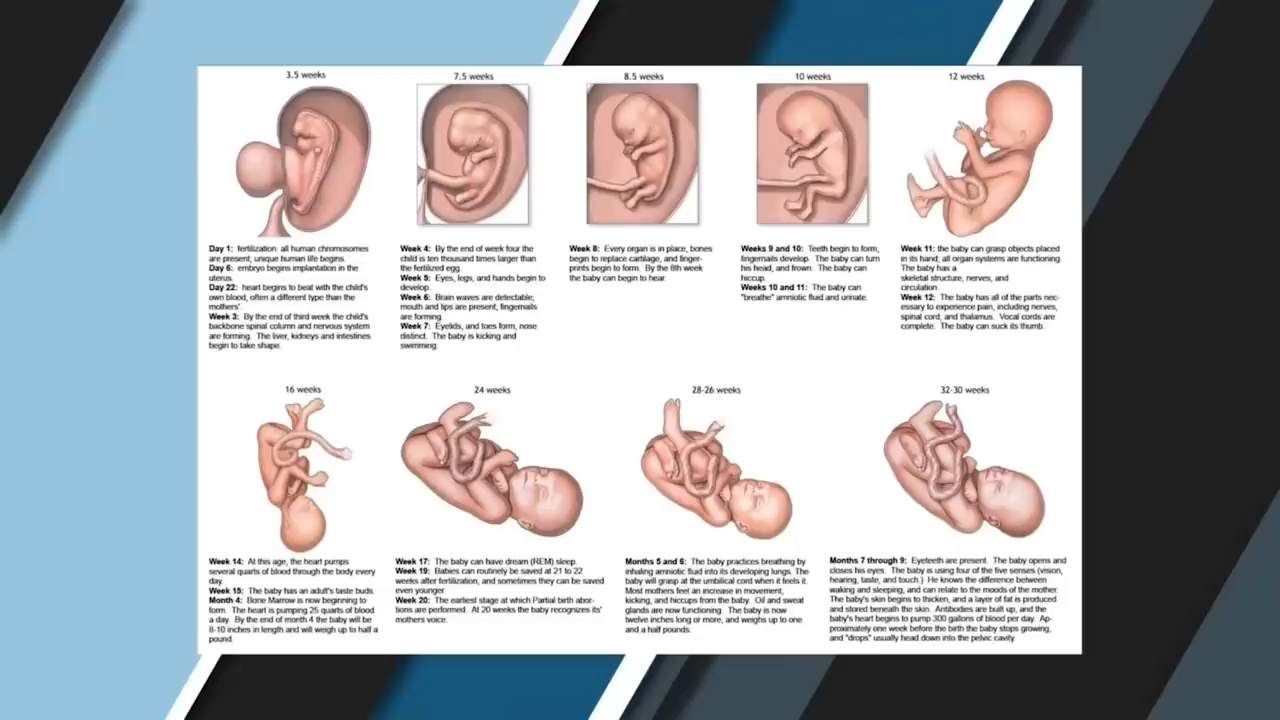 3.5 weeks
7.5 weeks
8.5 weeks
10 weeks
12 weeks
Day 1: fertilization: all human chromosomes
are present; unique human life begins.
Day 6: embryo begins implantation in the
uterus.
Day 22: heart begins to beat with the child's
own blood, often a different type than the
mothers'.
Week 3: By the end of third week the child's
backbone spinal column and nervous system
are forming. The liver, kidneys and intestines
begin to take shape.
Week 4: By the end of week four the
child is ten thousand times larger than
the fertilized egg.
Week 5: Eyes, legs, and hands begin to
develop.
Week 6: Brain waves are detectable;
mouth and lips are present; fingernails
are forming.
Week 7: Eyelids, and toes form, nose
distinct. The baby is kicking and
swimming.
Week 8: Every organ is in place, bones
begin to replace cartilage, and finger-
prints begin to form. By the 8th week
the baby can begin to hear.
Weeks 9 and 10: Teeth begin to form,
fingernails develop. The baby can turn
his head, and frown. The baby can
hiccup.
Weeks 10 and 11: The baby can
"breathe" amniotic fluid and urinate.
Week 11: the baby can grasp objects placed
in its hand; all organ systems are functioning.
The baby has a
skeletal structure, nerves, and
circulation.
Week 12: The baby has all of the parts nec-
essary to experience pain, including nerves,
spinal cord, and thalamus. Vocal cords are
complete. The baby can suck its thumb.
16 weeks
24 weeks
28-26 weeks
32-30 weeks
Week 14: At this age, the heart pumps
several quarts of blood through the body every
day.
Week 15: The baby has an adult's taste buds.
Month 4: Bone Marrow is now beginning to
form. The heart is pumping 25 quarts of blood
a day. By the end of month 4 the baby will be
8-10 inches in length and will weigh up to half a
pound.
Week 17: The baby can have dream (REM) sleep.
Week 19: Babies can routinely be saved at 21 to 22
weeks after fertilization, and sometimes they can be saved
even younger.
Week 20: The earliest stage at which Partial birth abor-
tions are performed. At 20 weeks the baby recognizes its'
mothers voice.
Months 5 and 6: The baby practices breathing by
inhaling amniotic fluid into its developing lungs. The
baby will grasp at the umbilical cord when it feels it.
Most mothers feel an increase in movement,
kicking, and hiccups from the baby. Oil and sweat
glands are now functioning. The baby is now
twelve inches long or more, and weighs up to one
and a half pounds.
Months 7 through 9: Eyeteeth are present. The baby opens and
closes his eyes. The baby is using four of the five senses (vision,
hearing, taste, and touch.) He knows the difference between
waking and sleeping, and can relate to the moods of the mother.
The baby's skin begins to thicken, and a layer of fat is produced
and stored beneath the skin. Antibodies are built up, and the
baby's heart begins to pump 300 gallons of blood per day. Ap-
proximately one week before the birth the baby stops growing,
and "drops" usually head down into the pelvic cavity.